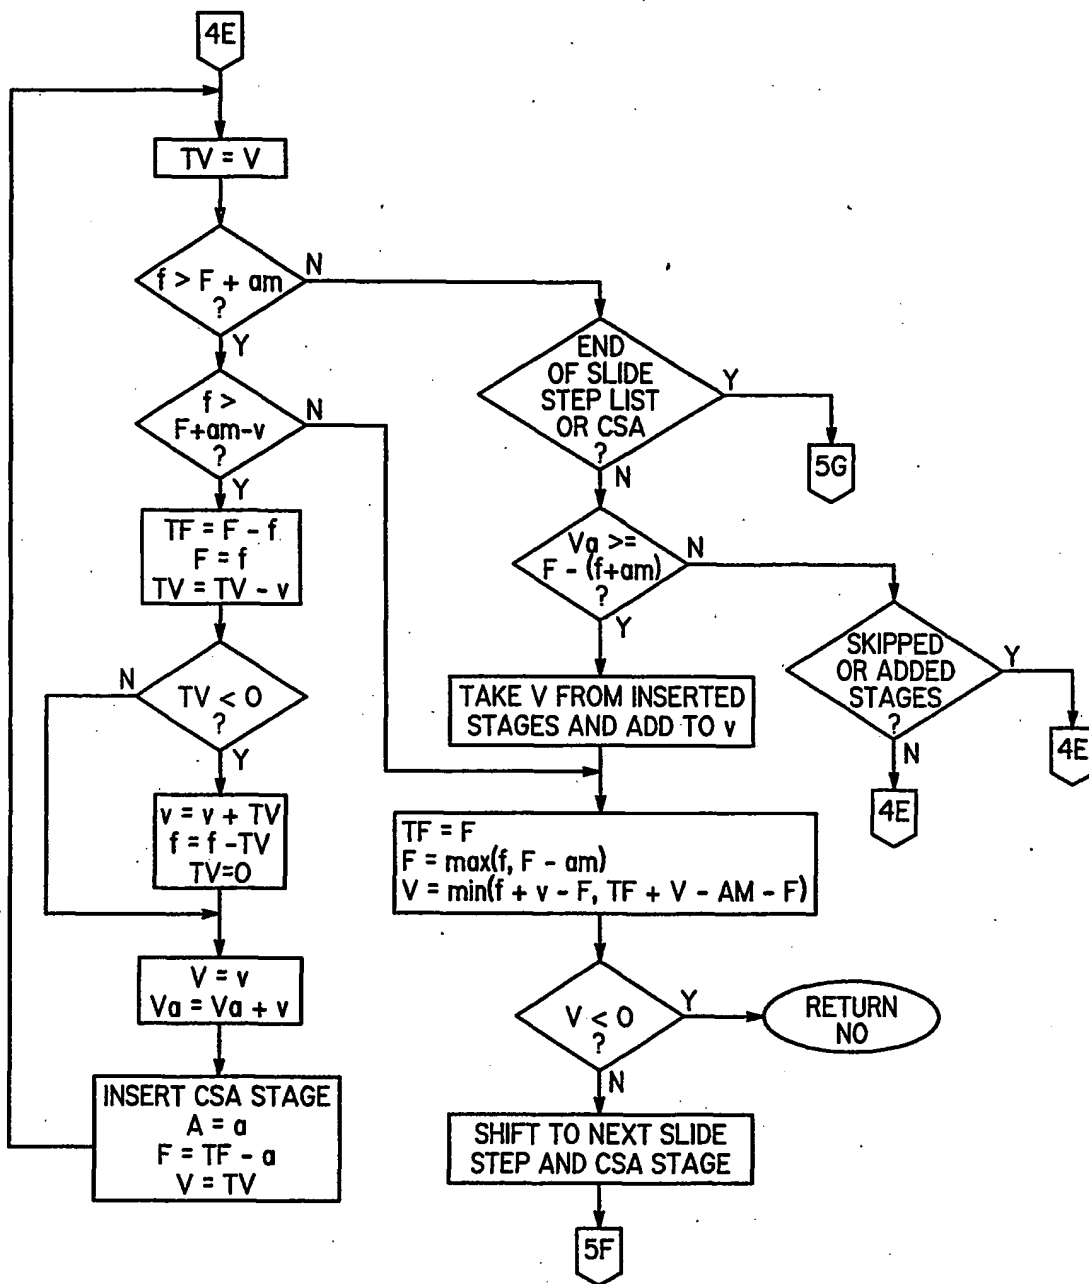 4E
TV = V
f > F + am
?
N
Y
f >
F+am-v
?
N
Y
TF = F - f
F = f
TV = TV - v
TV < 0
?
N
Y
v = v + TV
f = f -TV
TV=0
V = v
Va = Va + v
INSERT CSA STAGE
A = a
F = TF - a
V = TV
END
OF SLIDE
STEP LIST
OR CSA
?
Y
5G
N
Va >=
F - (f+am)
?
N
Y
SKIPPED
OR ADDED
STAGES
?
Y
4E
N
4E
TAKE V FROM INSERTED
STAGES AND ADD TO v
TF = F
F = max(f, F - am)
V = min(f + v - F, TF + V - AM - F)
V < 0
?
Y
RETURN
NO
N
SHIFT TO NEXT SLIDE
STEP AND CSA STAGE
5F